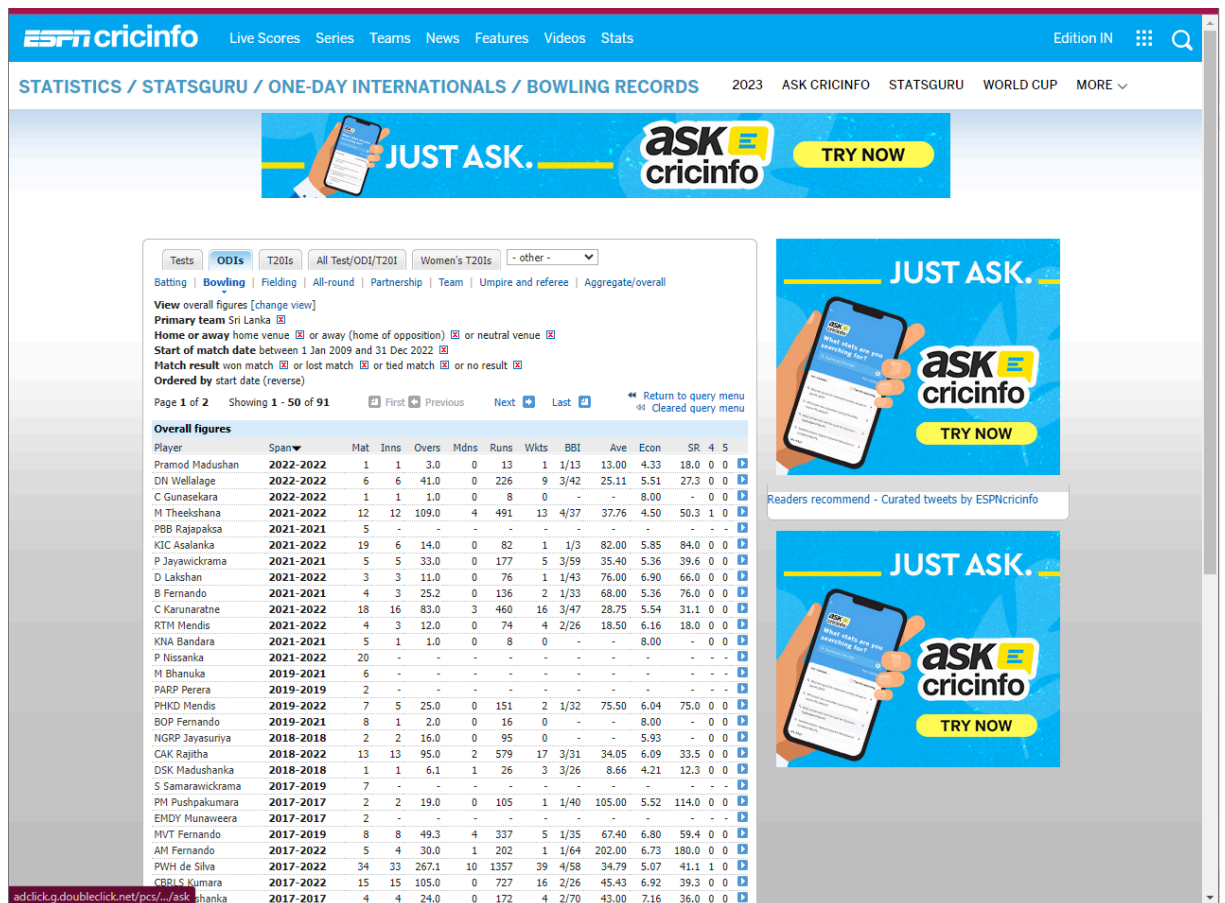 ESPN cricinfo Live Scores Series Teams News Features Videos Stats Edition IN
STATISTICS / STATSGURU / ONE-DAY INTERNATIONALS / BOWLING RECORDS 2023 ASK CRICINFO STATSGURU WORLD CUP MORE
JUST ASK. ASK cricinfo TRY NOW
Tests ODIs T20Is All Test/ODI/T20I Women's T20Is - other -
Batting | Bowling | Fielding | All-round | Partnership | Team | Umpire and referee | Aggregate/overall
View overall figures [change view]
Primary team Sri Lanka
Home or away home venue or away (home of opposition) or neutral venue
Start of match date between 1 Jan 2009 and 31 Dec 2022
Match result won match or lost match or tied match or no result
Ordered by start date (reverse)
Page 1 of 2 Showing 1 - 50 of 91 First Previous Next Last Return to query menu
Cleared query menu
Overall figures
Player Span Mat Inns Overs Mdns Runs Wkts BBI Ave Econ SR 4 5
Pramod Madushan 2022-2022 1 1 3.0 0 13 1 1/13 13.00 4.33 18.0 0 0
DN Wellalage 2022-2022 6 6 41.0 0 226 9 3/42 25.11 5.51 27.3 0 0
C Gunasekara 2022-2022 1 1 1.0 0 8 0 - - 8.00 - 0 0
M Theekshana 2021-2022 12 12 109.0 4 491 13 4/37 37.76 4.50 50.3 1 0
PBB Rajapaksa 2021-2021 5 - - - - - - - - - - -
KIC Asalanka 2021-2022 19 6 14.0 0 82 1 1/3 82.00 5.85 84.0 0 0
P Jayawickrama 2021-2021 5 5 33.0 0 177 5 3/59 35.40 5.36 39.6 0 0
D Lakshan 2021-2022 3 3 11.0 0 76 1 1/43 76.00 6.90 66.0 0 0
B Fernando 2021-2022 4 3 25.2 0 136 2 1/33 68.00 5.36 76.0 0 0
C Karunaratne 2021-2022 18 16 83.0 3 460 16 3/47 28.75 5.54 31.1 0 0
RTM Mendis 2021-2022 4 3 12.0 0 74 4 2/26 18.50 6.16 18.0 0 0
KNA Bandara 2021-2021 5 1 1.0 0 8 0 - - 8.00 - 0 0
P Nissanka 2021-2022 20 - - - - - - - - - - -
M Bhanuka 2019-2021 6 - - - - - - - - - - -
PARP Perera 2019-2019 2 - - - - - - - - - - -
PHKD Mendis 2019-2022 7 5 25.0 0 151 2 1/32 75.50 6.04 75.0 0 0
BOP Fernando 2019-2021 8 1 2.0 0 16 0 - - 8.00 - 0 0
NGRP Jayasuriya 2018-2018 2 2 16.0 0 95 0 - - 5.93 - 0 0
CAK Rajitha 2018-2022 13 13 95.0 2 579 17 3/31 34.05 6.09 33.5 0 0
DSK Madushanka 2018-2018 1 1 6.1 1 26 3 3/26 8.66 4.21 12.3 0 0
S Samarawickrama 2017-2019 7 - - - - - - - - - - -
PM Pushpakumara 2017-2017 2 2 19.0 0 105 1 1/40 105.00 5.52 114.0 0 0
EMDY Munaweera 2017-2017 2 - - - - - - - - - - -
MVT Fernando 2017-2019 8 8 49.3 4 337 5 1/35 67.40 6.80 59.4 0 0
AM Fernando 2017-2022 5 4 30.0 1 202 1 1/64 202.00 6.73 180.0 0 0
PWH de Silva 2017-2022 34 33 267.1 10 1357 39 4/58 34.79 5.07 41.1 1 0
CBRLS Kumara 2017-2022 15 15 105.0 0 727 16 2/26 45.43 6.92 39.3 0 0
shanka 2017-2017 4 4 24.0 0 172 4 2/70 43.00 7.16 36.0 0 0
adclick.g.doubleclick.net/pcs/.../ask
JUST ASK.
ASK
cricinfo
TRY NOW
Readers recommend - Curated tweets by ESPNcricinfo
JUST ASK.
ASK
cricinfo
TRY NOW